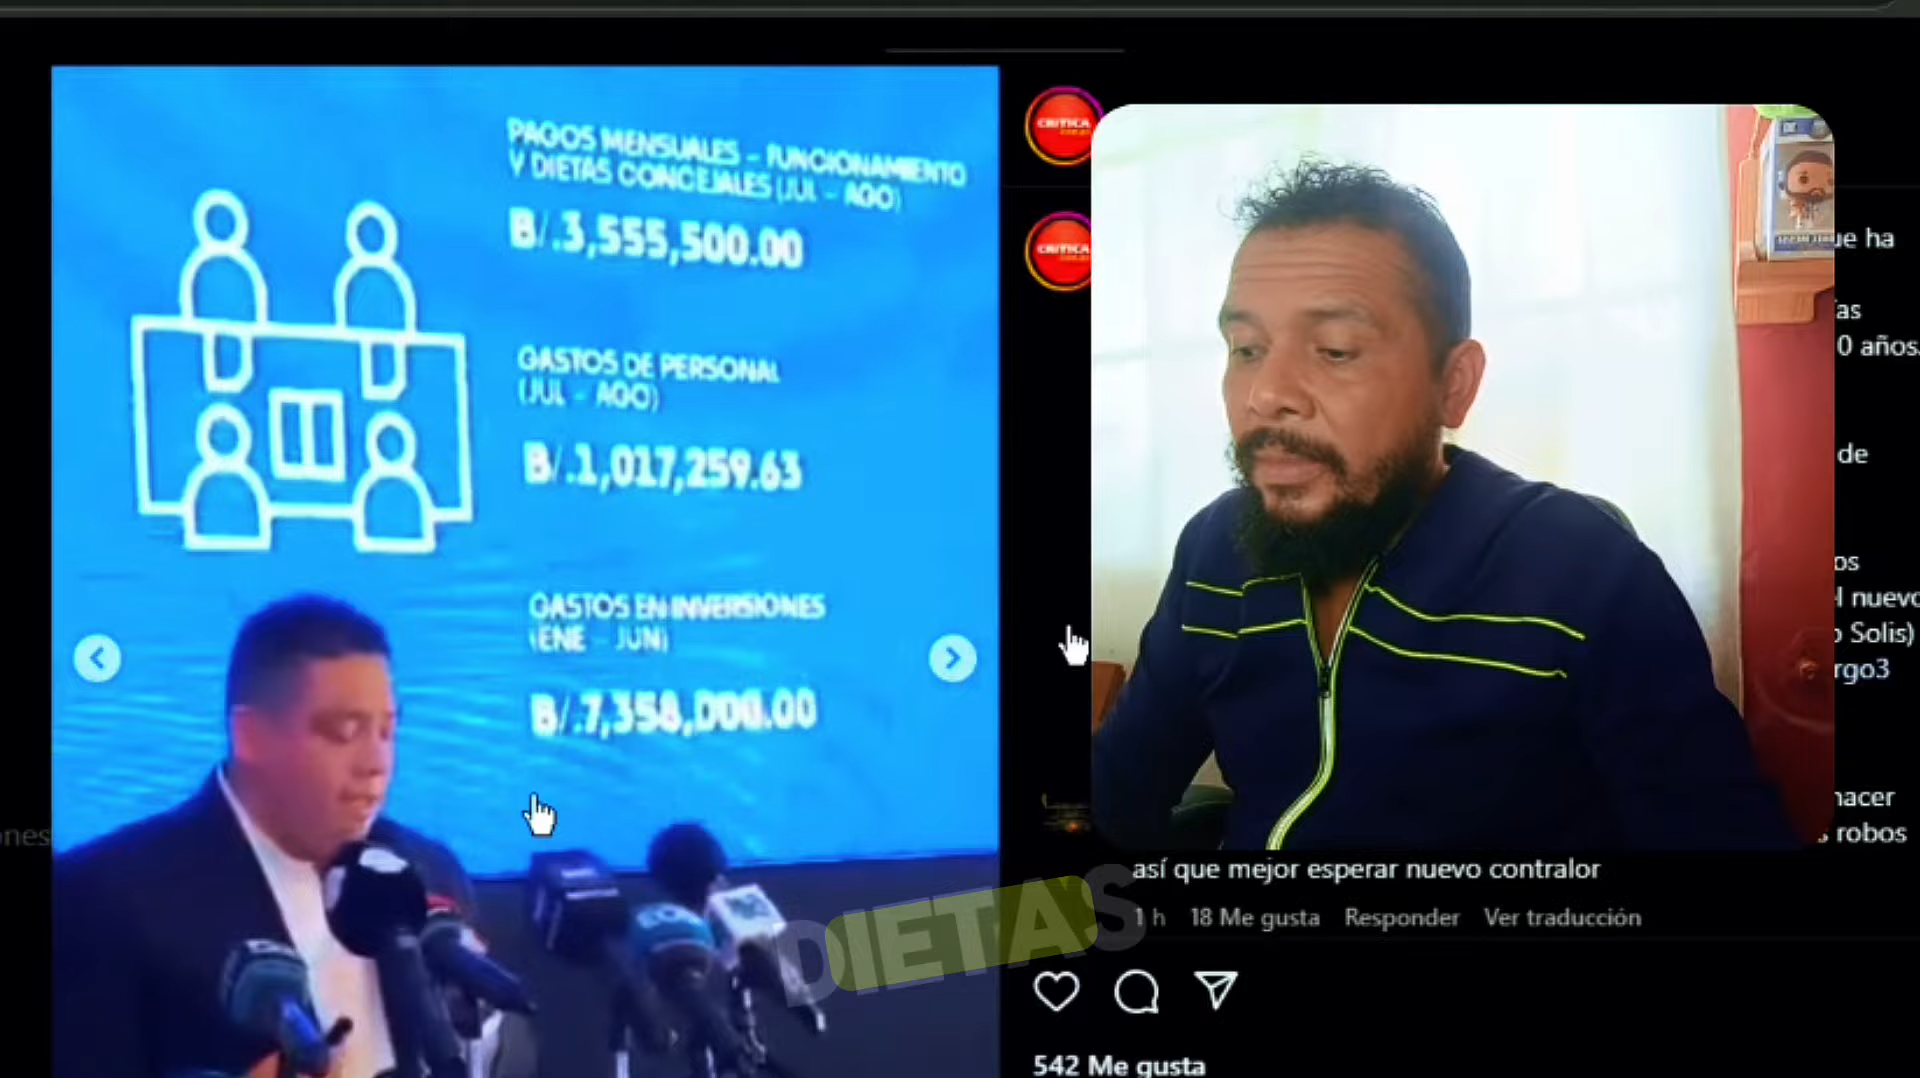 PAGOS MENSUALES – FUNCIONAMIENTO
Y DIETAS CONCEJALES (JUL – AGO)
B/.3,555,500.00
GASTOS DE PERSONAL
(JUL – AGO)
B/.1,017,259.63
GASTOS EN INVERSIONES
(ENE – JUN)
B/.7,358,000.00
CRITICA
CRITICA
ue ha
as
0 años.
de
os
l nuevo
o Solis)
rgo3
nacer
s robos
así que mejor esperar nuevo contralor
1 h 18 Me gusta Responder Ver traducción
DIETAS
542 Me gusta